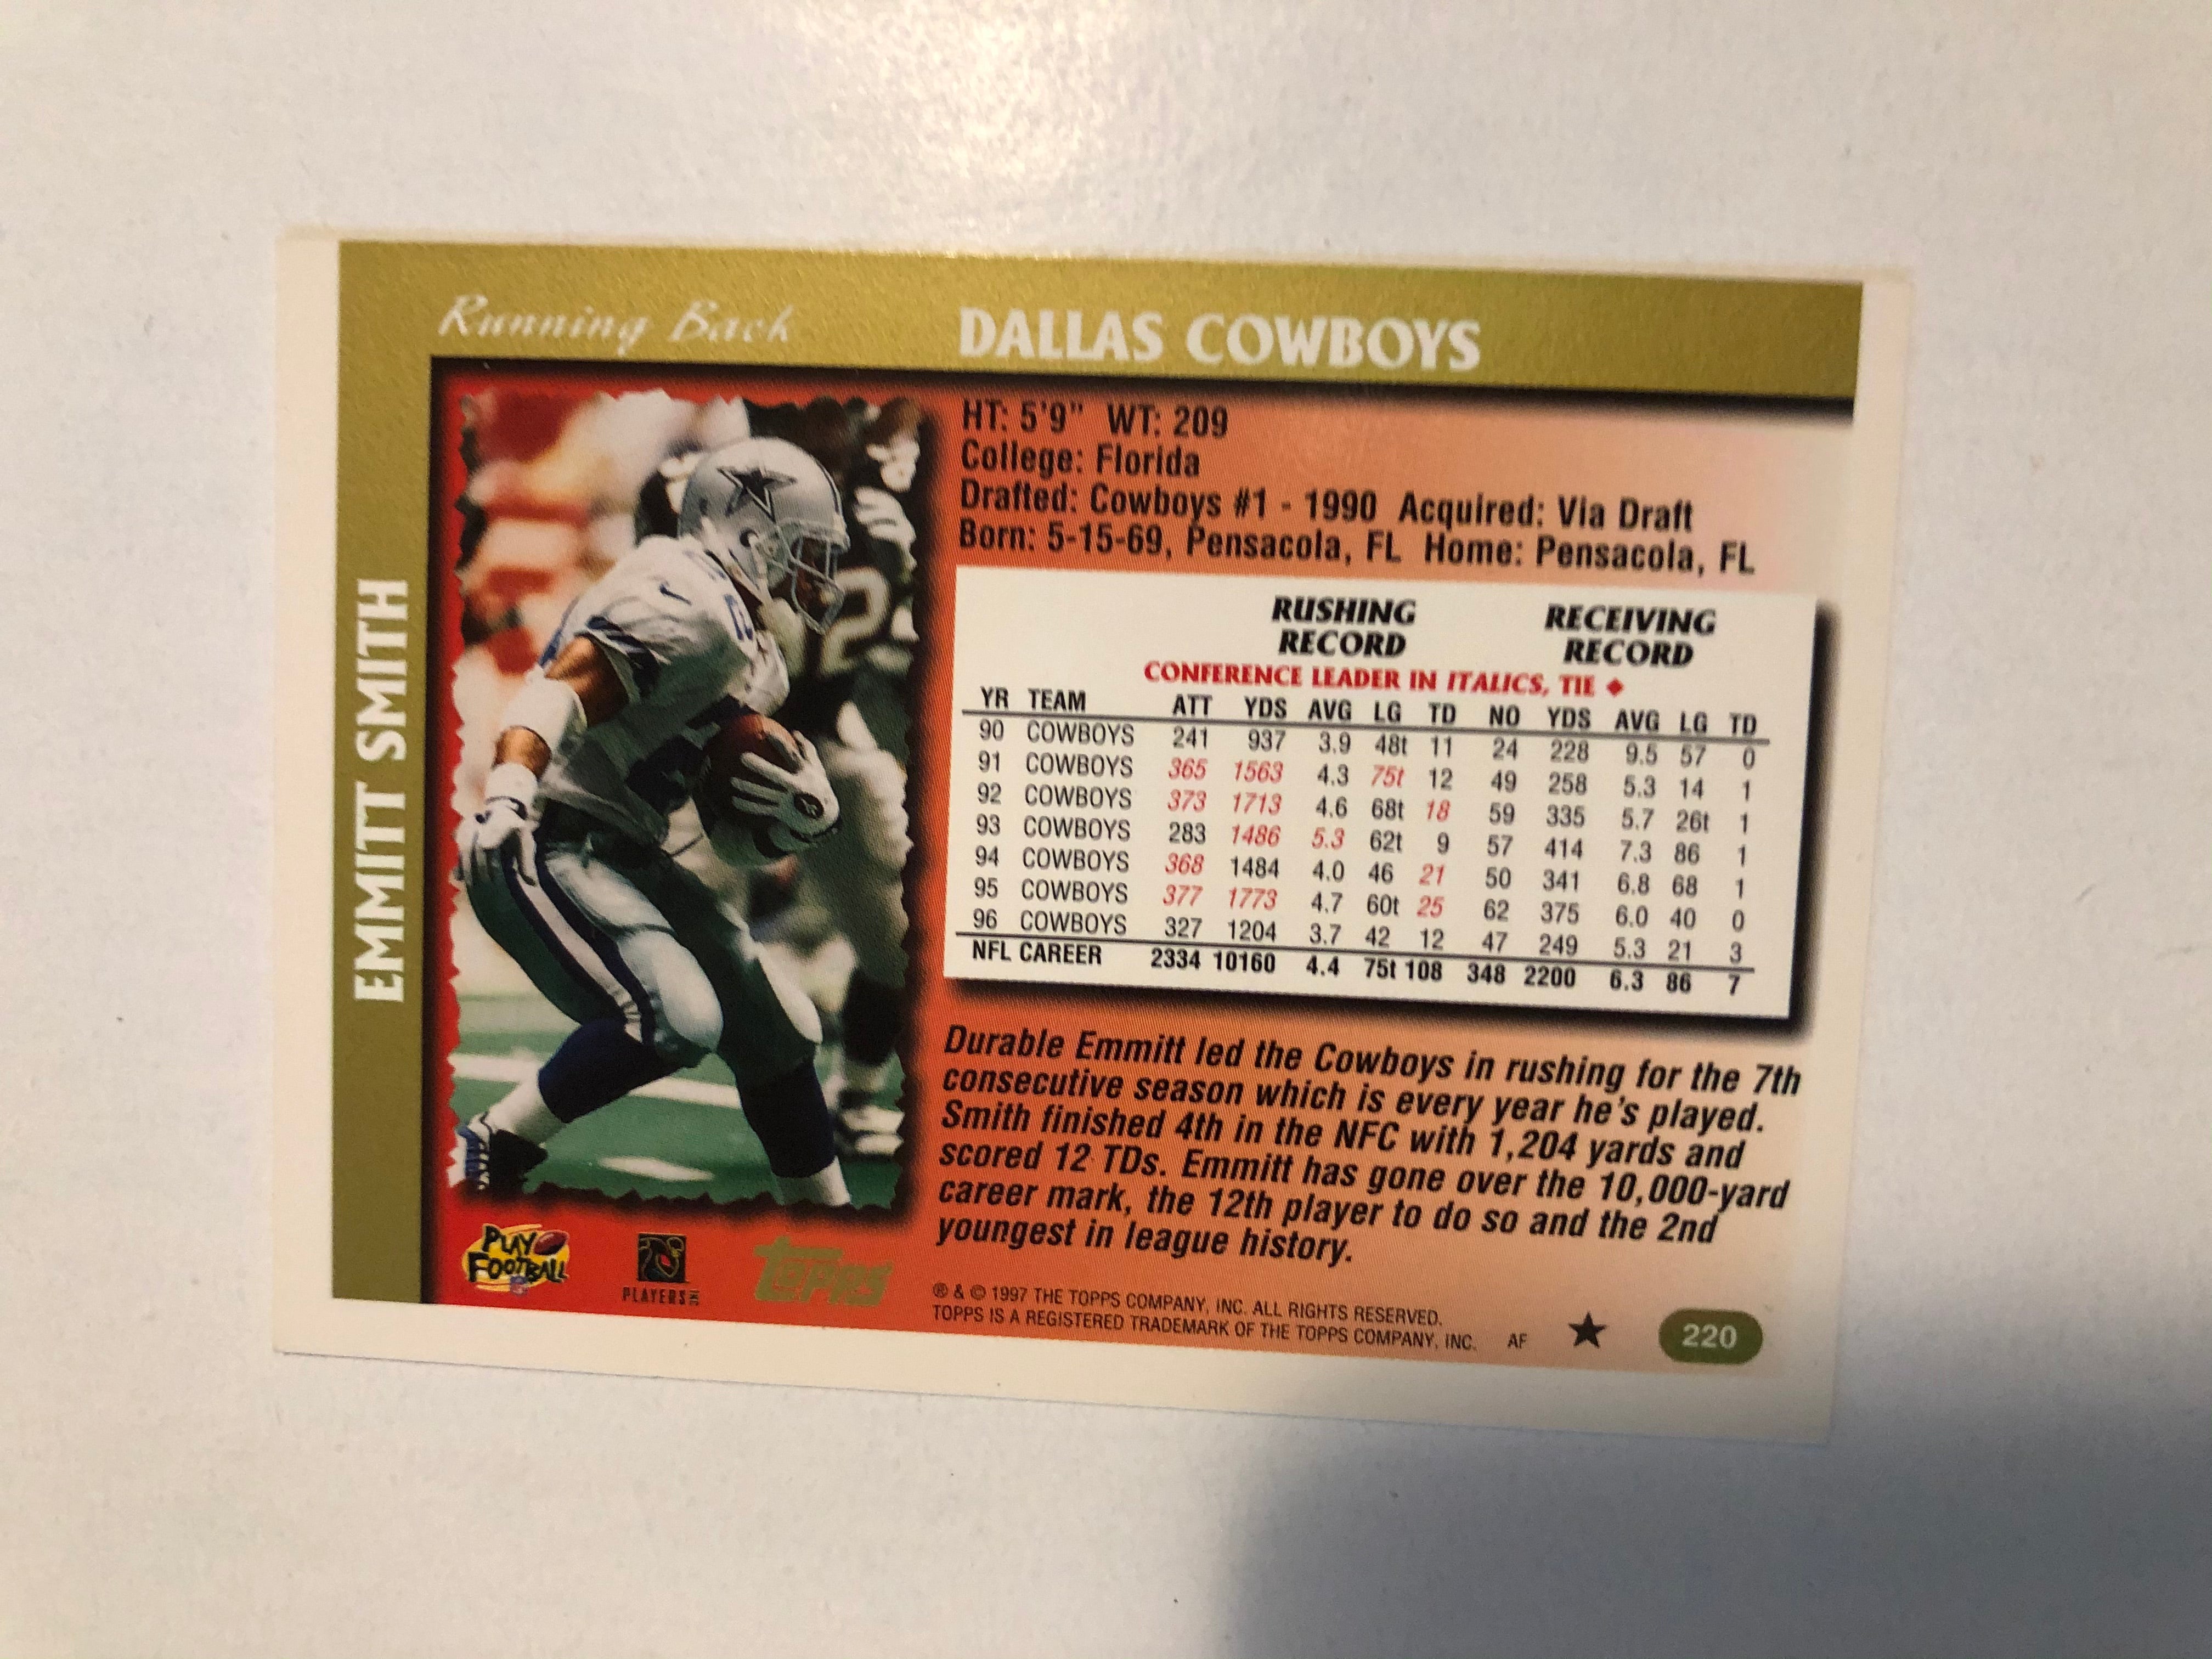 Running Back
DALLAS COWBOYS
EMMITT SMITH
HT: 5'9" WT: 209
College: Florida
Drafted: Cowboys #1 - 1990 Acquired: Via Draft
Born: 5-15-69, Pensacola, FL Home: Pensacola, FL
RUSHING RECORD RECEIVING RECORD
CONFERENCE LEADER IN ITALICS, TIE ◆
YR TEAM ATT YDS AVG LG TD NO YDS AVG LG TD
90 COWBOYS 241 937 3.9 48t 11 24 228 9.5 57 0
91 COWBOYS 365 1563 4.3 75t 12 49 258 5.3 14 1
92 COWBOYS 373 1713 4.6 68t 18 59 335 5.7 26t 1
93 COWBOYS 283 1486 5.3 62t 9 57 414 7.3 86 1
94 COWBOYS 368 1484 4.0 46 21 50 341 6.8 68 1
95 COWBOYS 377 1773 4.7 60t 25 62 375 6.0 40 0
96 COWBOYS 327 1204 3.7 42 12 47 249 5.3 21 3
NFL CAREER 2334 10160 4.4 75t 108 348 2200 6.3 86 7
Durable Emmitt led the Cowboys in rushing for the 7th
consecutive season which is every year he's played.
Smith finished 4th in the NFC with 1,204 yards and
scored 12 TDs. Emmitt has gone over the 10,000-yard
career mark, the 12th player to do so and the 2nd
youngest in league history.
PLAY
FOOTBALL
PLAYERS INC
TOPPS
® & © 1997 THE TOPPS COMPANY, INC. ALL RIGHTS RESERVED.
TOPPS IS A REGISTERED TRADEMARK OF THE TOPPS COMPANY, INC. AF ★ 220